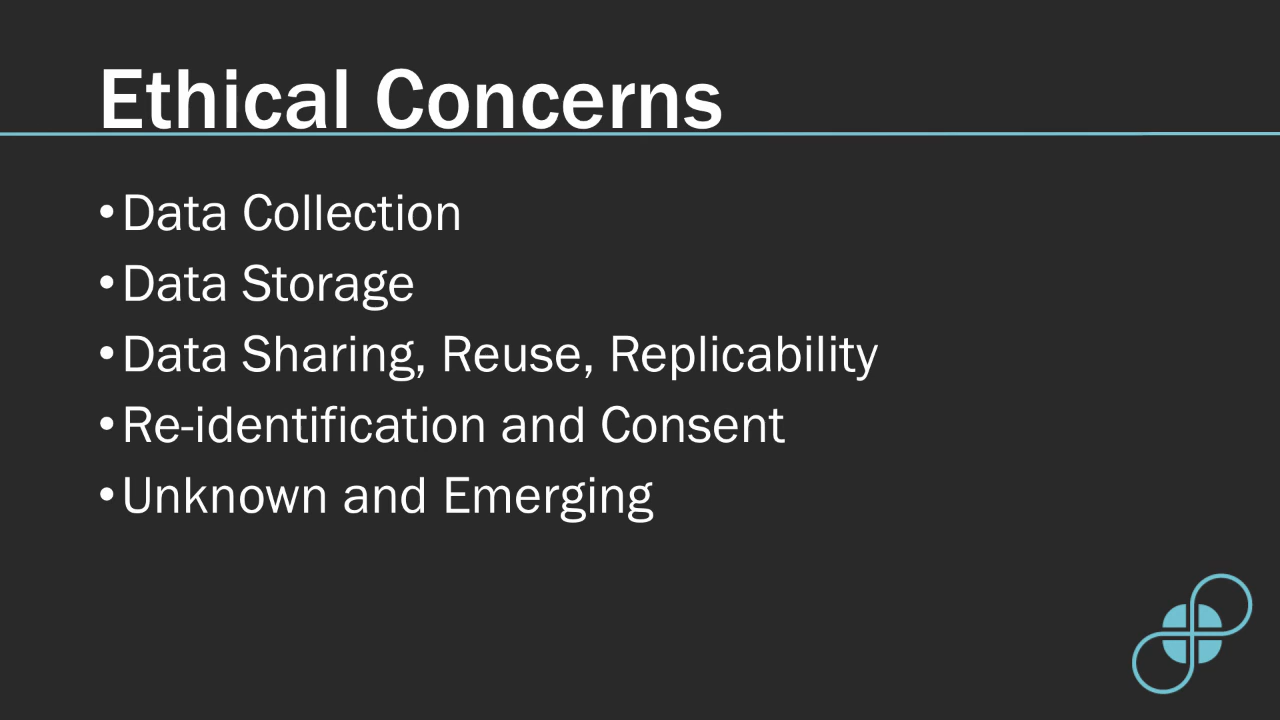 Ethical Concerns
•Data Collection
•Data Storage
•Data Sharing, Reuse, Replicability
•Re-identification and Consent
•Unknown and Emerging